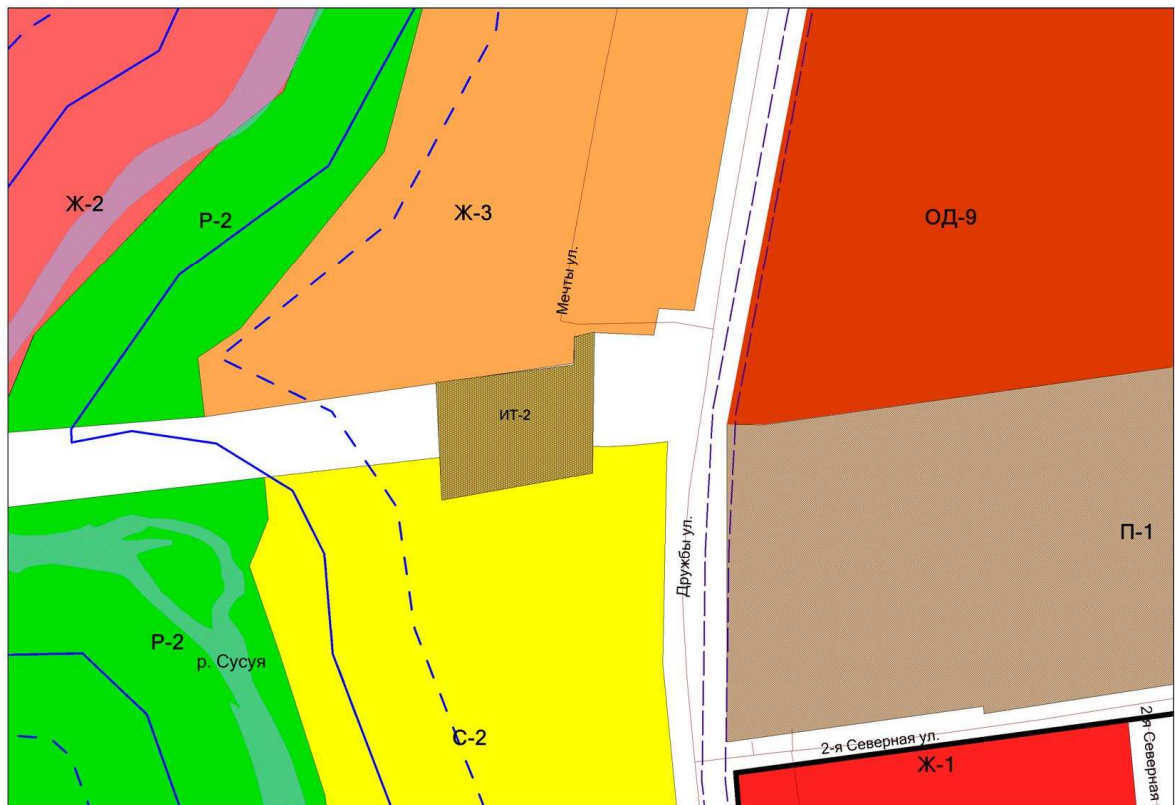 Ж-2
Р-2
Ж-3
ОД-9
Мечты ул.
ИТ-2
П-1
Дружбы ул.
Р-2
р. Сусуя
С-2
2-я Северная ул.
Ж-1
2-я Северная